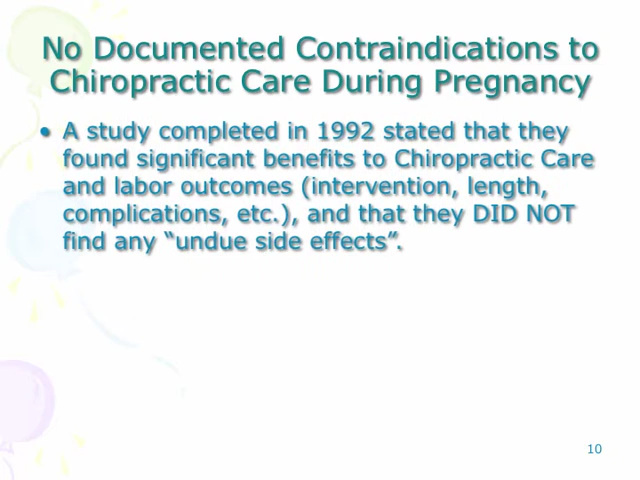 No Documented Contraindications to
Chiropractic Care During Pregnancy
• A study completed in 1992 stated that they
found significant benefits to Chiropractic Care
and labor outcomes (intervention, length,
complications, etc.), and that they DID NOT
find any “undue side effects”.
10